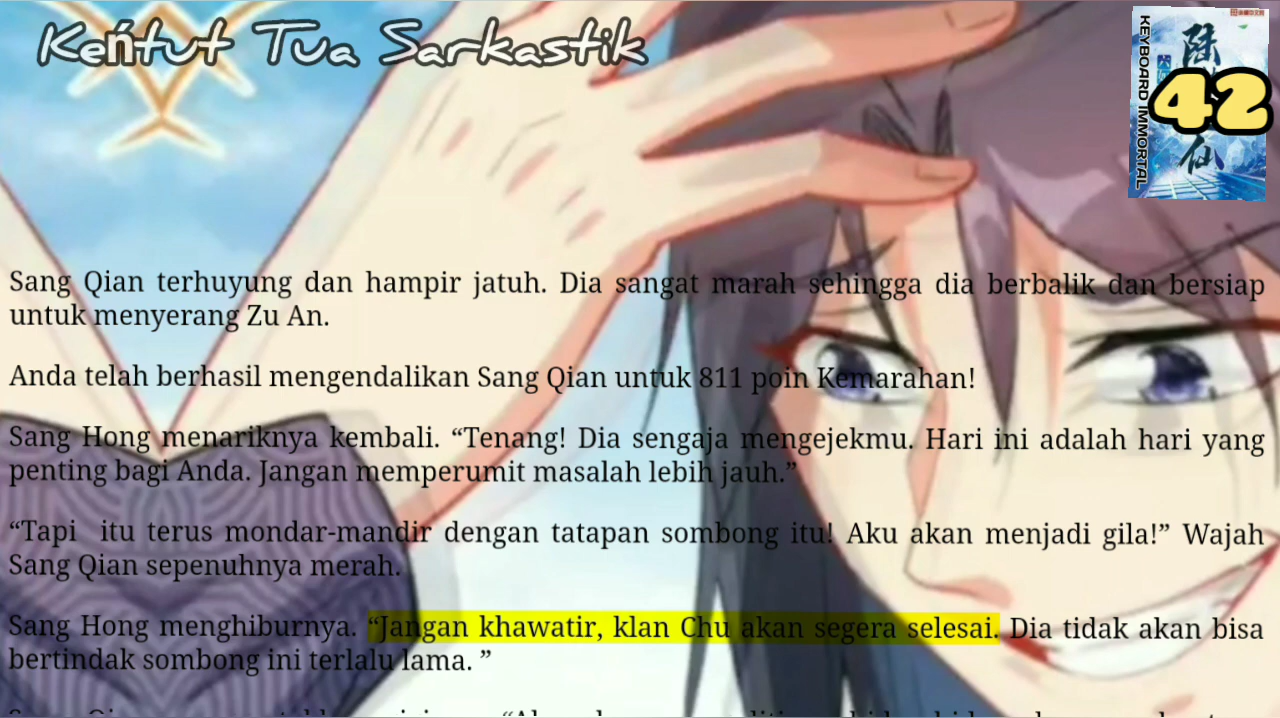 Keńtut Tua Sarkastik
KEYBOARD IMMORTAL
42
Sang Qian terhuyung dan hampir jatuh. Dia sangat marah sehingga dia berbalik dan bersiap
untuk menyerang Zu An.
Anda telah berhasil mengendalikan Sang Qian untuk 811 poin Kemarahan!
Sang Hong menariknya kembali. “Tenang! Dia sengaja mengejekmu. Hari ini adalah hari yang
penting bagi Anda. Jangan memperumit masalah lebih jauh.”
“Tapi  itu terus mondar-mandir dengan tatapan sombong itu! Aku akan menjadi gila!” Wajah
Sang Qian sepenuhnya merah.
Sang Hong menghiburnya. “Jangan khawatir, klan Chu akan segera selesai. Dia tidak akan bisa
bertindak sombong ini terlalu lama. ”